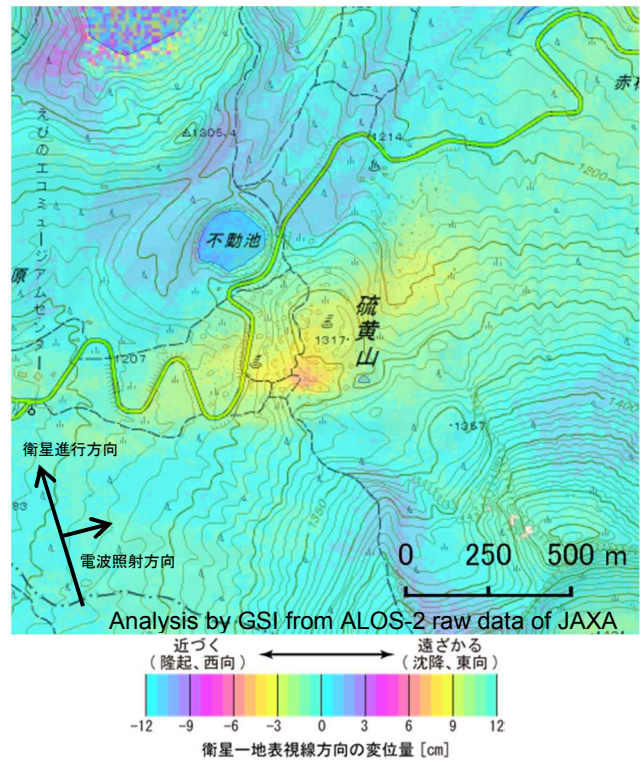 赤
1305.4
1214
えびのエコミュージアムセンター
1200
不動池
原
硫黄山
1317
1207
1400
1357
衛星進行方向
83
1350
0 250 500 m
電波照射方向
Analysis by GSI from ALOS-2 raw data of JAXA
近づく 遠ざかる
(隆起、西向) (沈降、東向)
-12 -9 -6 -3 0 3 6 9 12
衛星ー地表視線方向の変位量 [cm]